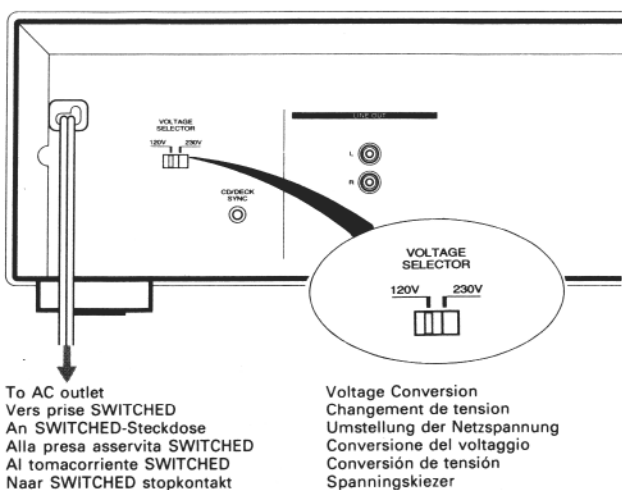 LINE OUT
VOLTAGE
SELECTOR
120V 230V
L
R
CD/DECK
SYNC
VOLTAGE
SELECTOR
120V 230V
To AC outlet
Vers prise SWITCHED
An SWITCHED-Steckdose
Alla presa asservita SWITCHED
Al tomacorriente SWITCHED
Naar SWITCHED stopkontakt
Voltage Conversion
Changement de tension
Umstellung der Netzspannung
Conversione del voltaggio
Conversión de tensión
Spanningskiezer